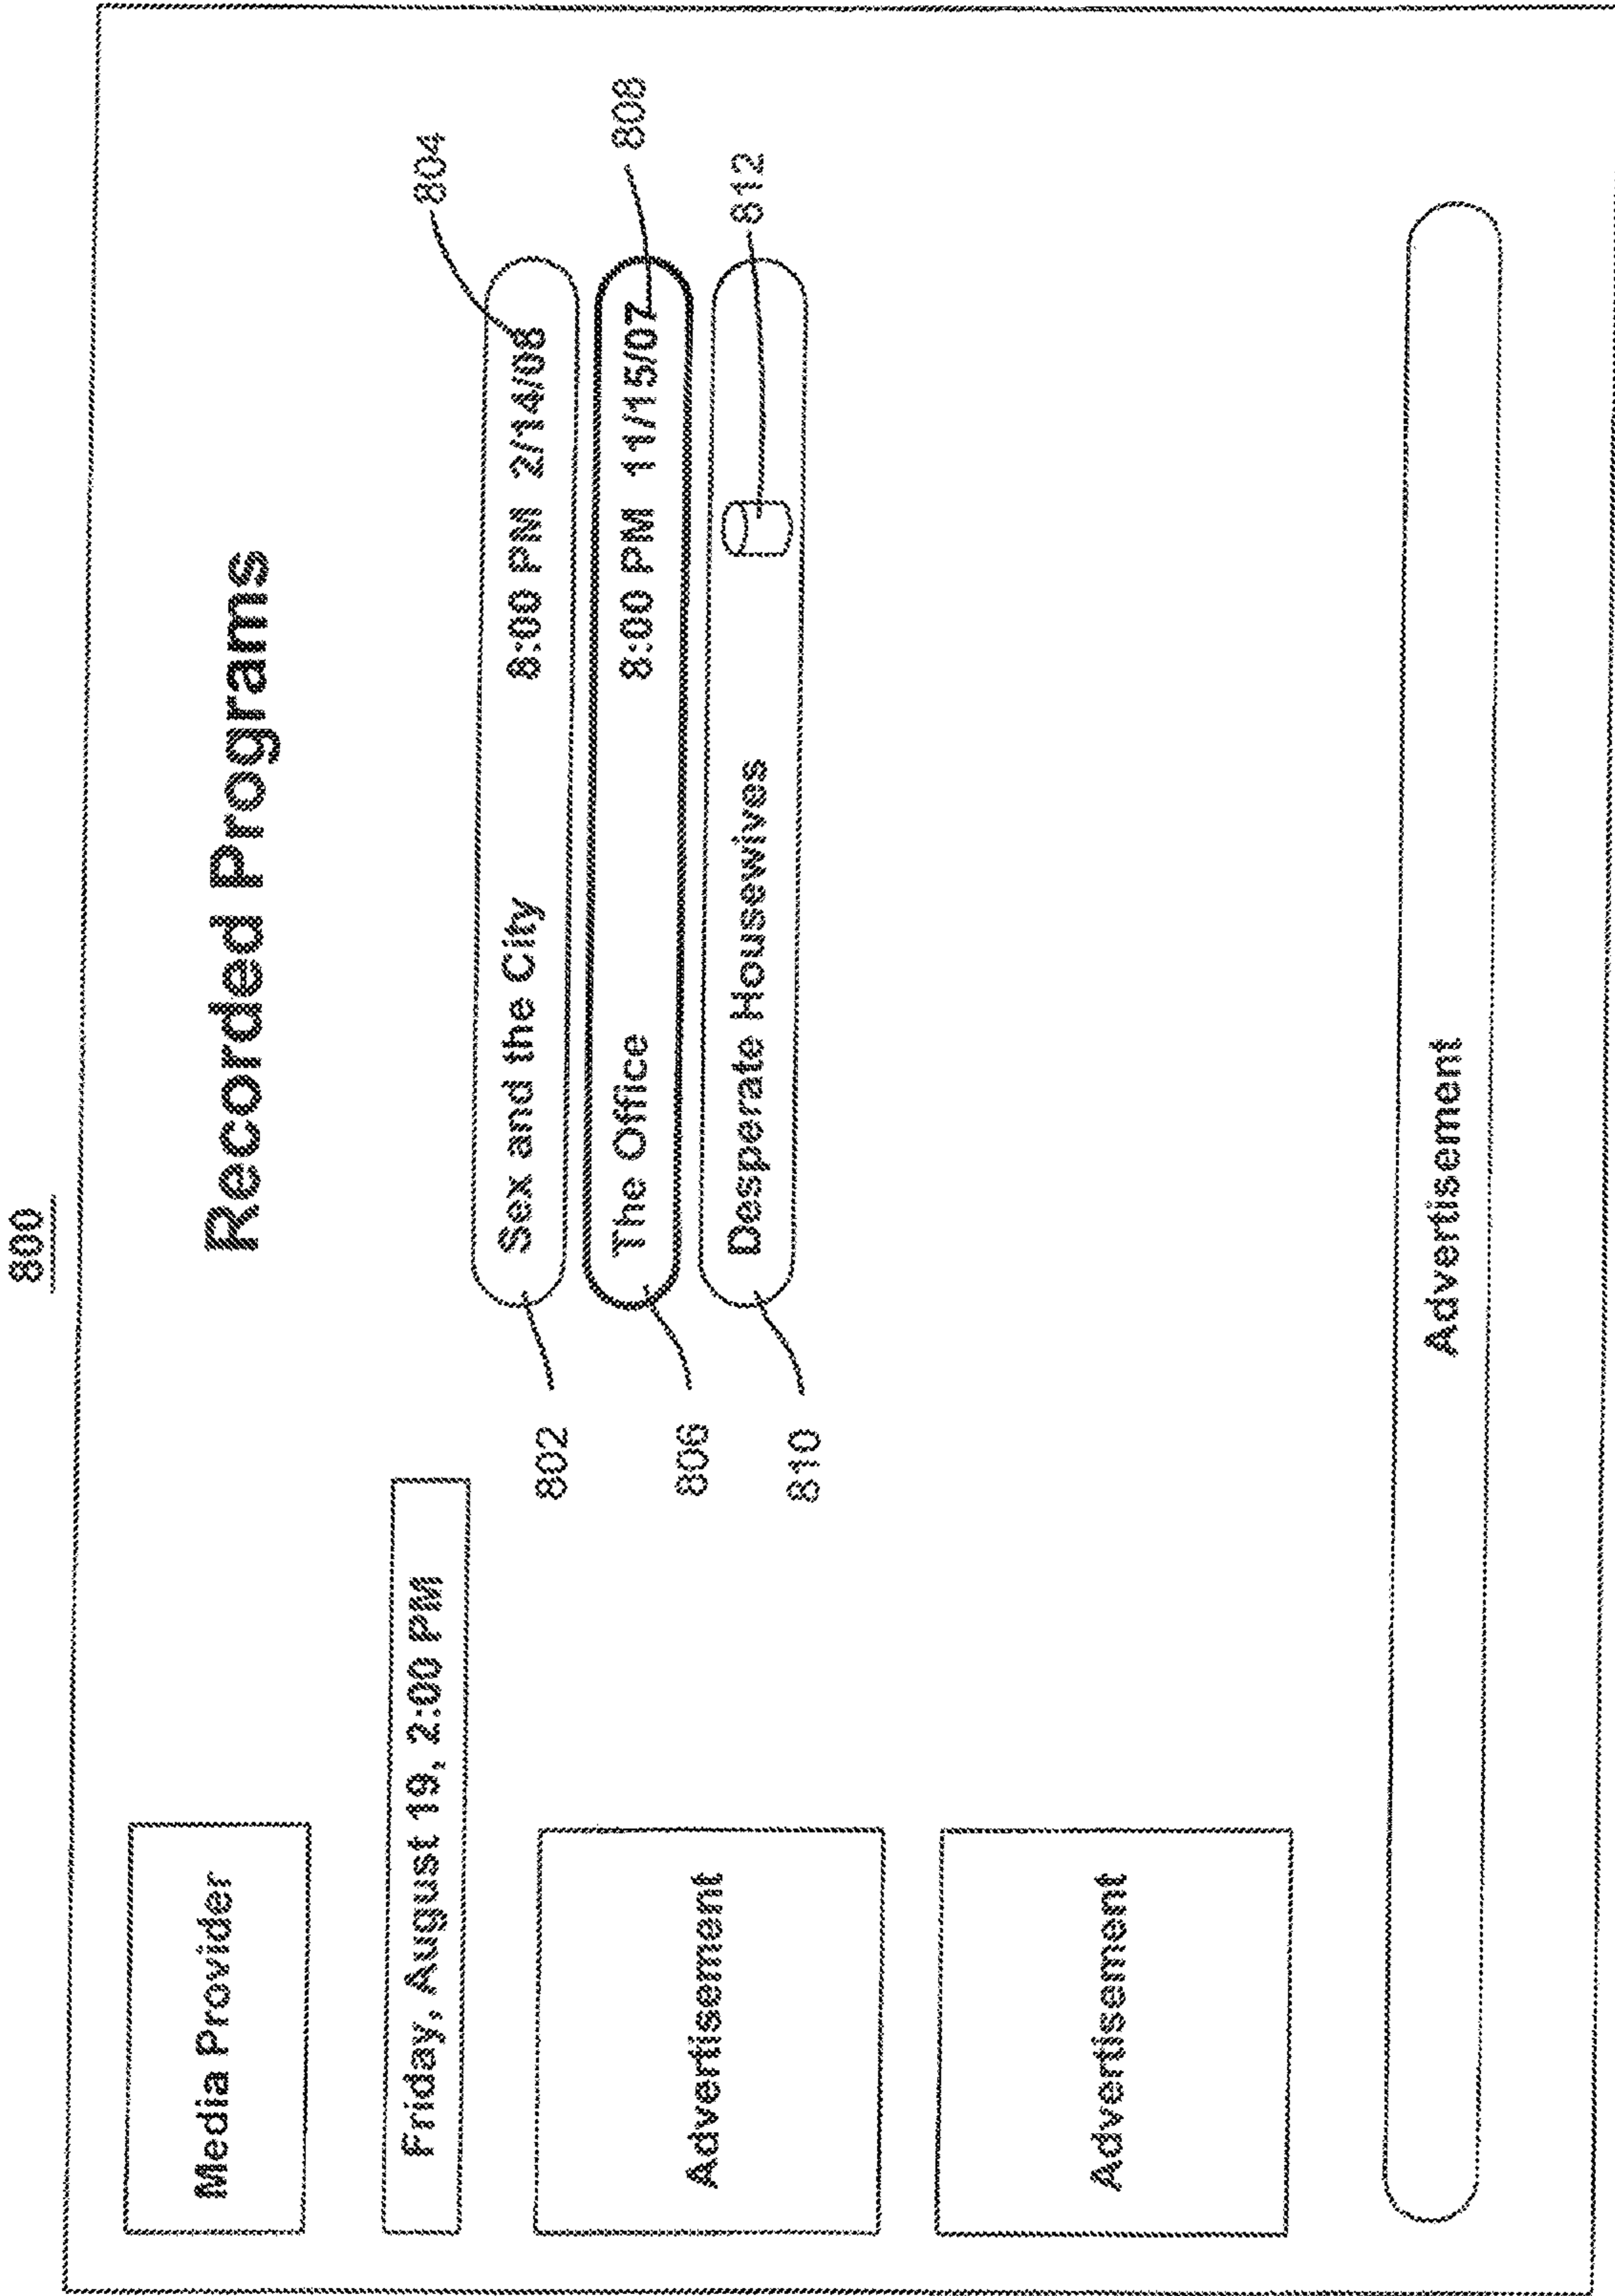 800
Media Provider
Recorded Programs
Friday, August 19, 2:00 PM
804
802
Sex and the City 8:00 PM 2/14/08
808
806
The Office 8:00 PM 11/15/07
812
810
Desperate Housewives
Advertisement
Advertisement
Advertisement